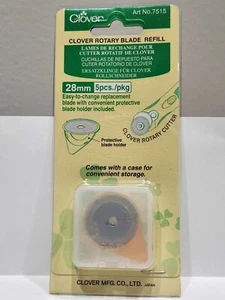 Clover
Art No.7515
CLOVER ROTARY BLADE REFILL
LAMES DE RECHANGE POUR
CUTTER ROTATIF DE CLOVER
CUCHILLAS DE REPUESTO PARA
CUTER ROTATORIO DE CLOVER
ERSATZKLINGE FÜR CLOVER
ROLLSCHNEIDER
28mm 5pcs./pkg
Easy-to-change replacement
blade with convenient protective
blade holder included.
CLOVER ROTARY CUTTER
Protective
blade holder
Comes with a case for
convenient storage.
CLOVER MFG. CO., LTD. JAPAN